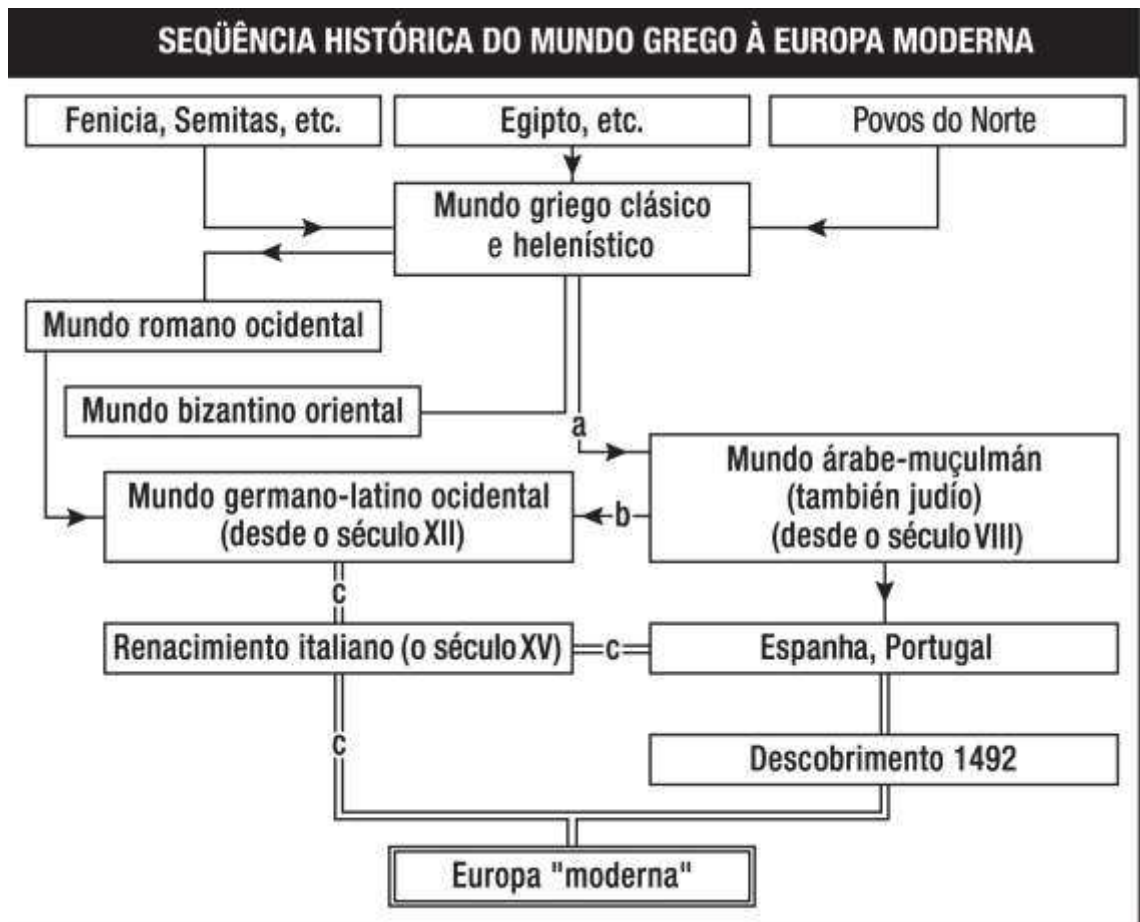 SEQÜÊNCIA HISTÓRICA DO MUNDO GREGO À EUROPA MODERNA
Fenicia, Semitas, etc.
Egipto, etc.
Povos do Norte
Mundo griego clásico
e helenístico
Mundo romano ocidental
Mundo bizantino oriental
a
Mundo árabe-muçulmán
(también judío)
(desde o século VIII)
Mundo germano-latino ocidental
(desde o século XII)
b
c
Renacimiento italiano (o século XV)
c
Espanha, Portugal
c
Descobrimento 1492
Europa "moderna"